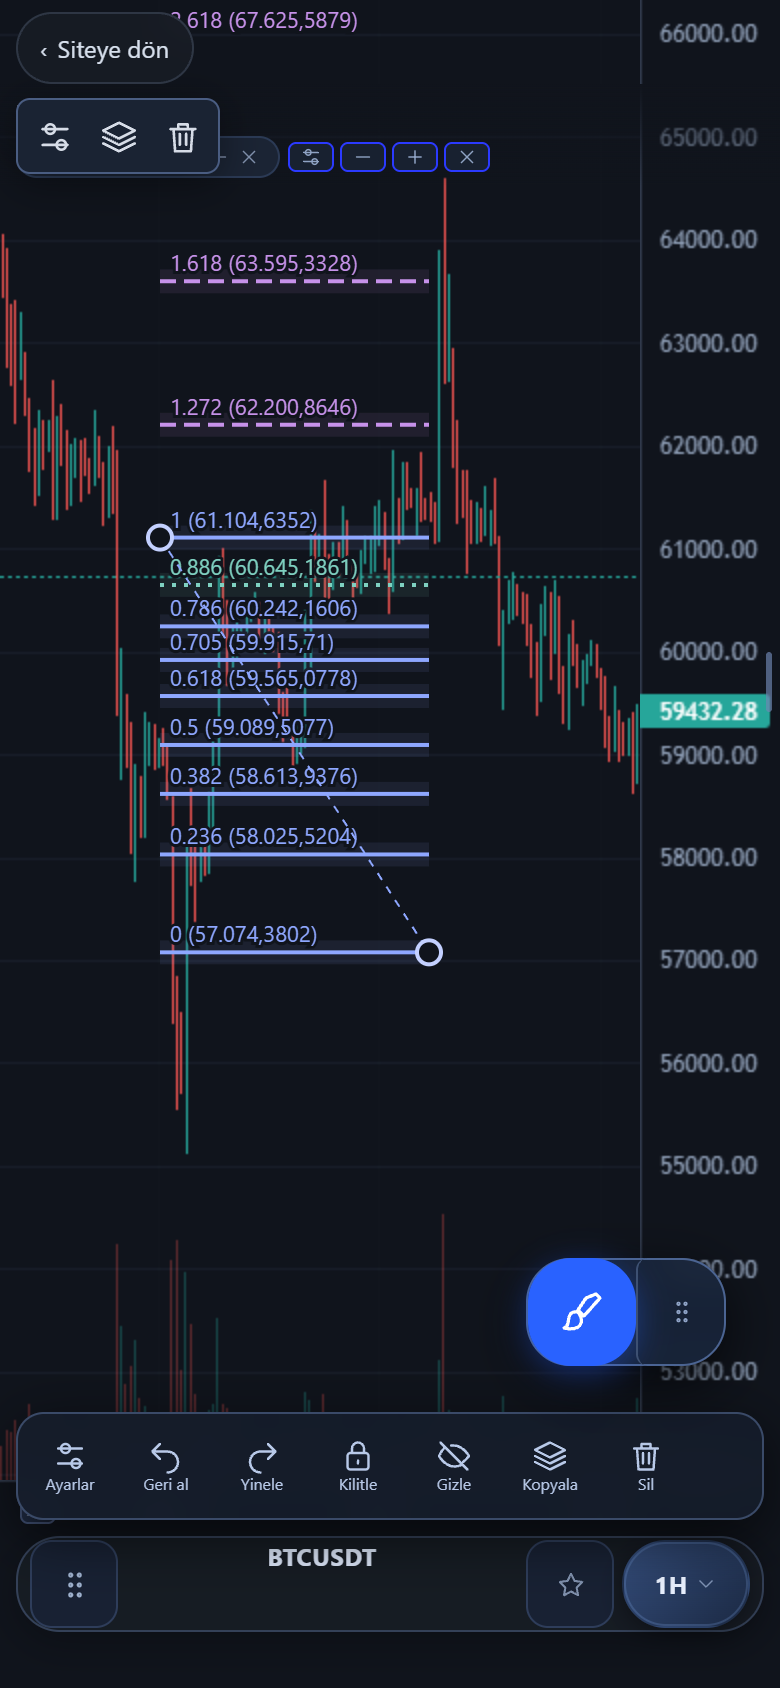 2.618 (67.625,5879)
66000.00
‹ Siteye dön
65000.00
64000.00
1.618 (63.595,3328)
63000.00
1.272 (62.200,8646)
62000.00
1 (61.104,6352)
61000.00
0.886 (60.645,1861)
0.786 (60.242,1606)
0.705 (59.915,71)
60000.00
0.618 (59.565,0778)
59432.28
0.5 (59.089,5077)
59000.00
0.382 (58.613,9376)
0.236 (58.025,5204)
58000.00
0 (57.074,3802)
57000.00
56000.00
55000.00
00.00
53000.00
Ayarlar
Geri al
Yinele
Kilitle
Gizle
Kopyala
Sil
BTCUSDT
1H